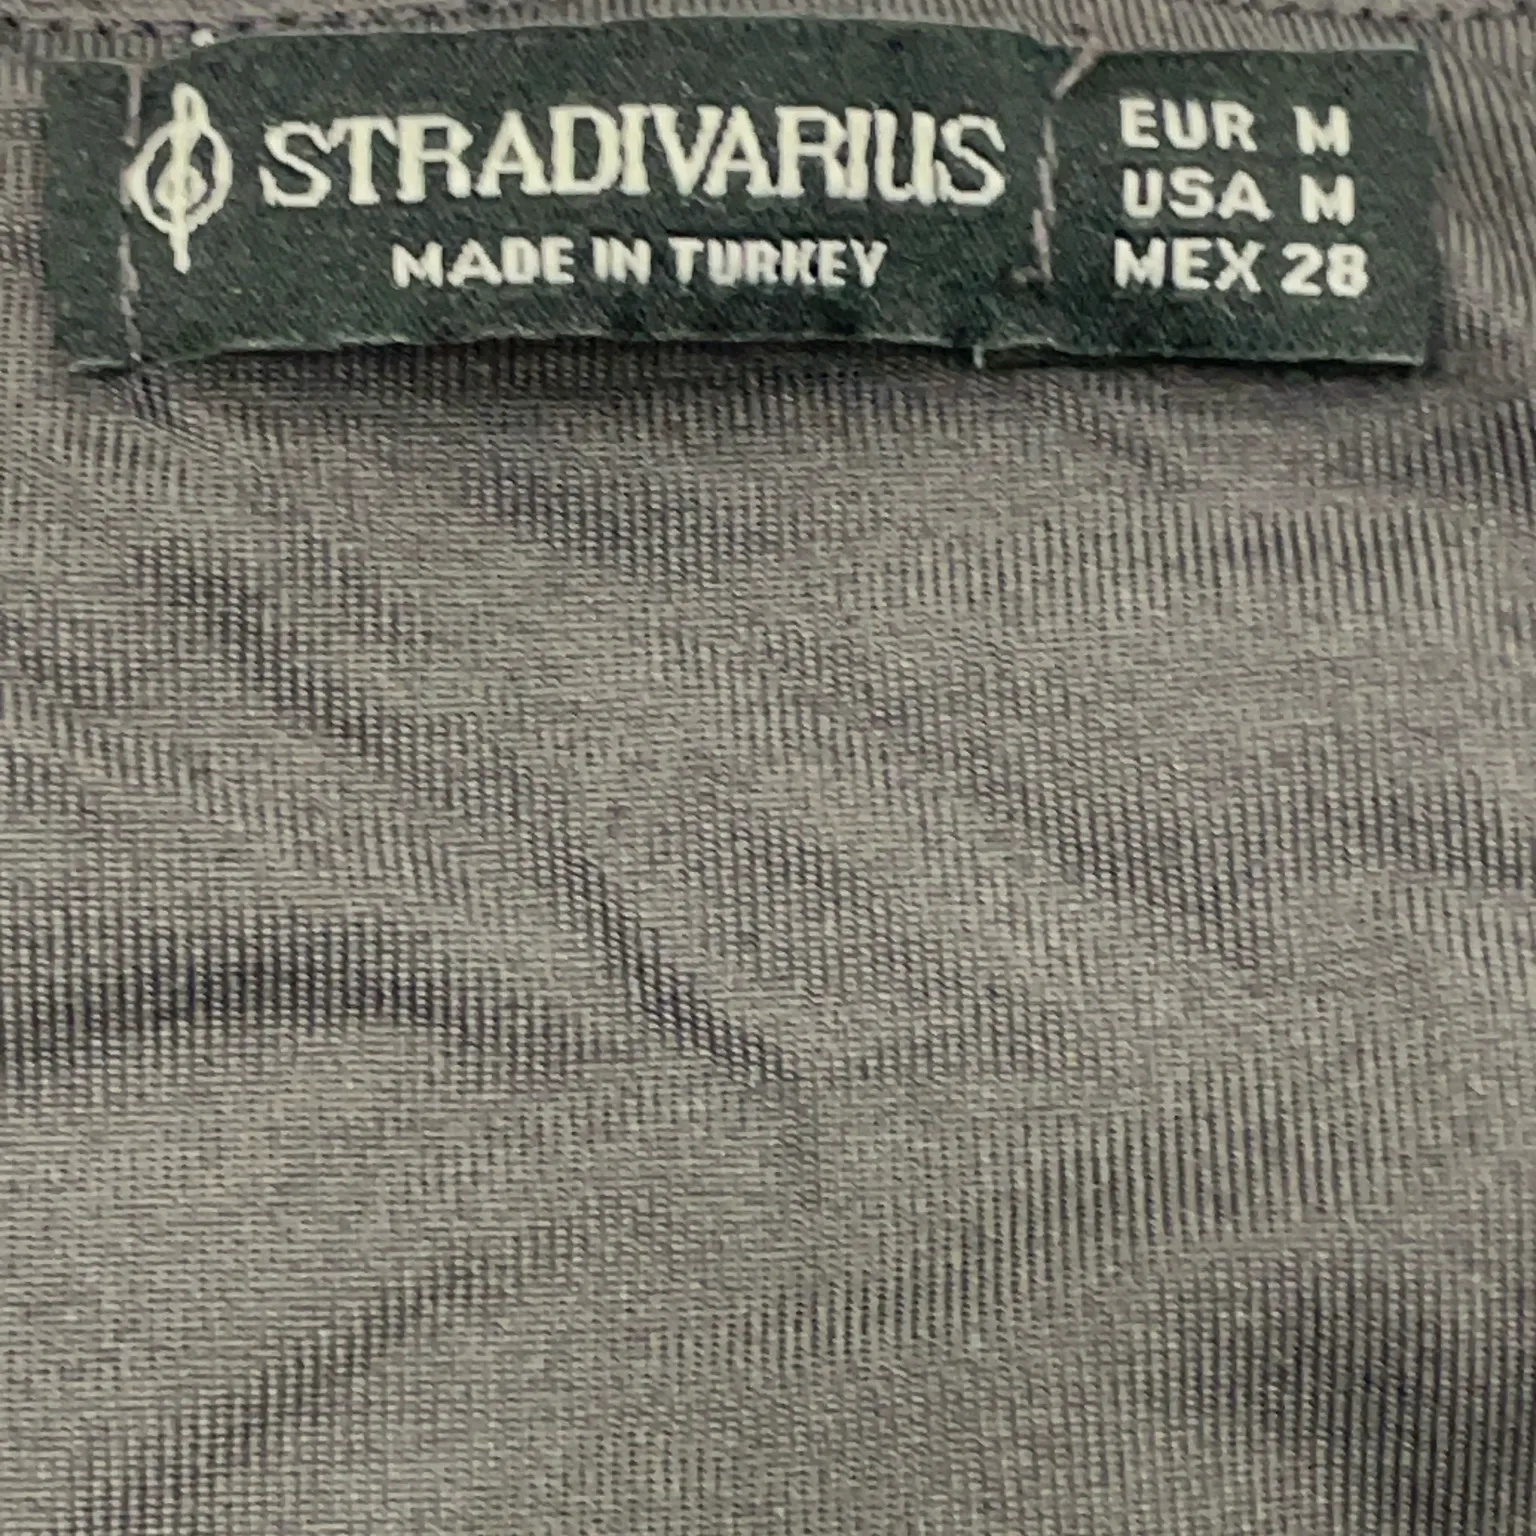 STRADIVARIUS
MADE IN TURKEY
EUR M
USA M
MEX 28